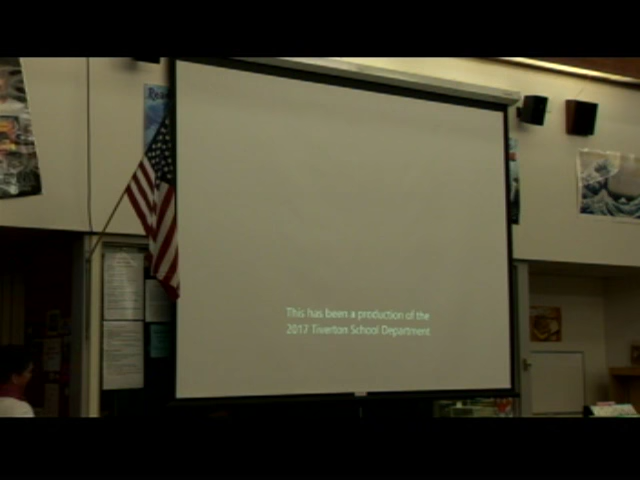 This has been a production of the
2017 Tiverton School Department